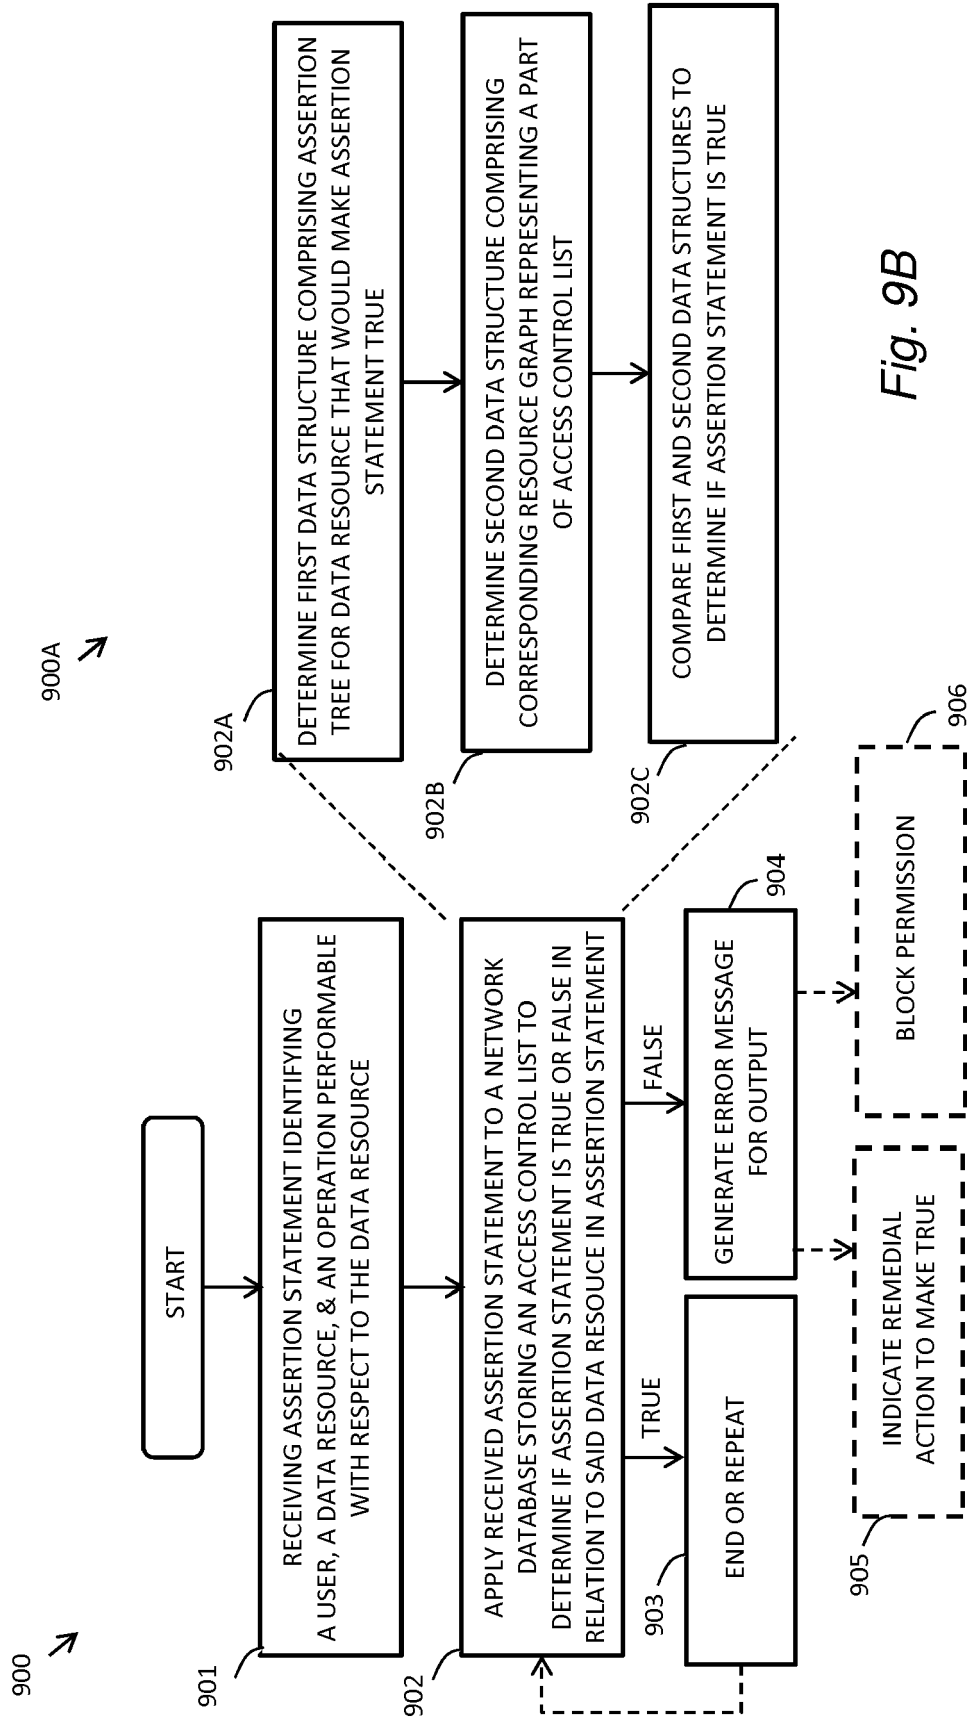 900
START
901
RECEIVING ASSERTION STATEMENT IDENTIFYING
A USER, A DATA RESOURCE, & AN OPERATION PERFORMABLE
WITH RESPECT TO THE DATA RESOURCE
902
APPLY RECEIVED ASSERTION STATEMENT TO A NETWORK
DATABASE STORING AN ACCESS CONTROL LIST TO
DETERMINE IF ASSERTION STATEMENT IS TRUE OR FALSE IN
RELATION TO SAID DATA RESOUCE IN ASSERTION STATEMENT
TRUE
FALSE
903
END OR REPEAT
904
GENERATE ERROR MESSAGE
FOR OUTPUT
905
INDICATE REMEDIAL
ACTION TO MAKE TRUE
906
BLOCK PERMISSION
900A
902A
DETERMINE FIRST DATA STRUCTURE COMPRISING ASSERTION
TREE FOR DATA RESOURCE THAT WOULD MAKE ASSERTION
STATEMENT TRUE
902B
DETERMINE SECOND DATA STRUCTURE COMPRISING
CORRESPONDING RESOURCE GRAPH REPRESENTING A PART
OF ACCESS CONTROL LIST
902C
COMPARE FIRST AND SECOND DATA STRUCTURES TO
DETERMINE IF ASSERTION STATEMENT IS TRUE
Fig. 9B